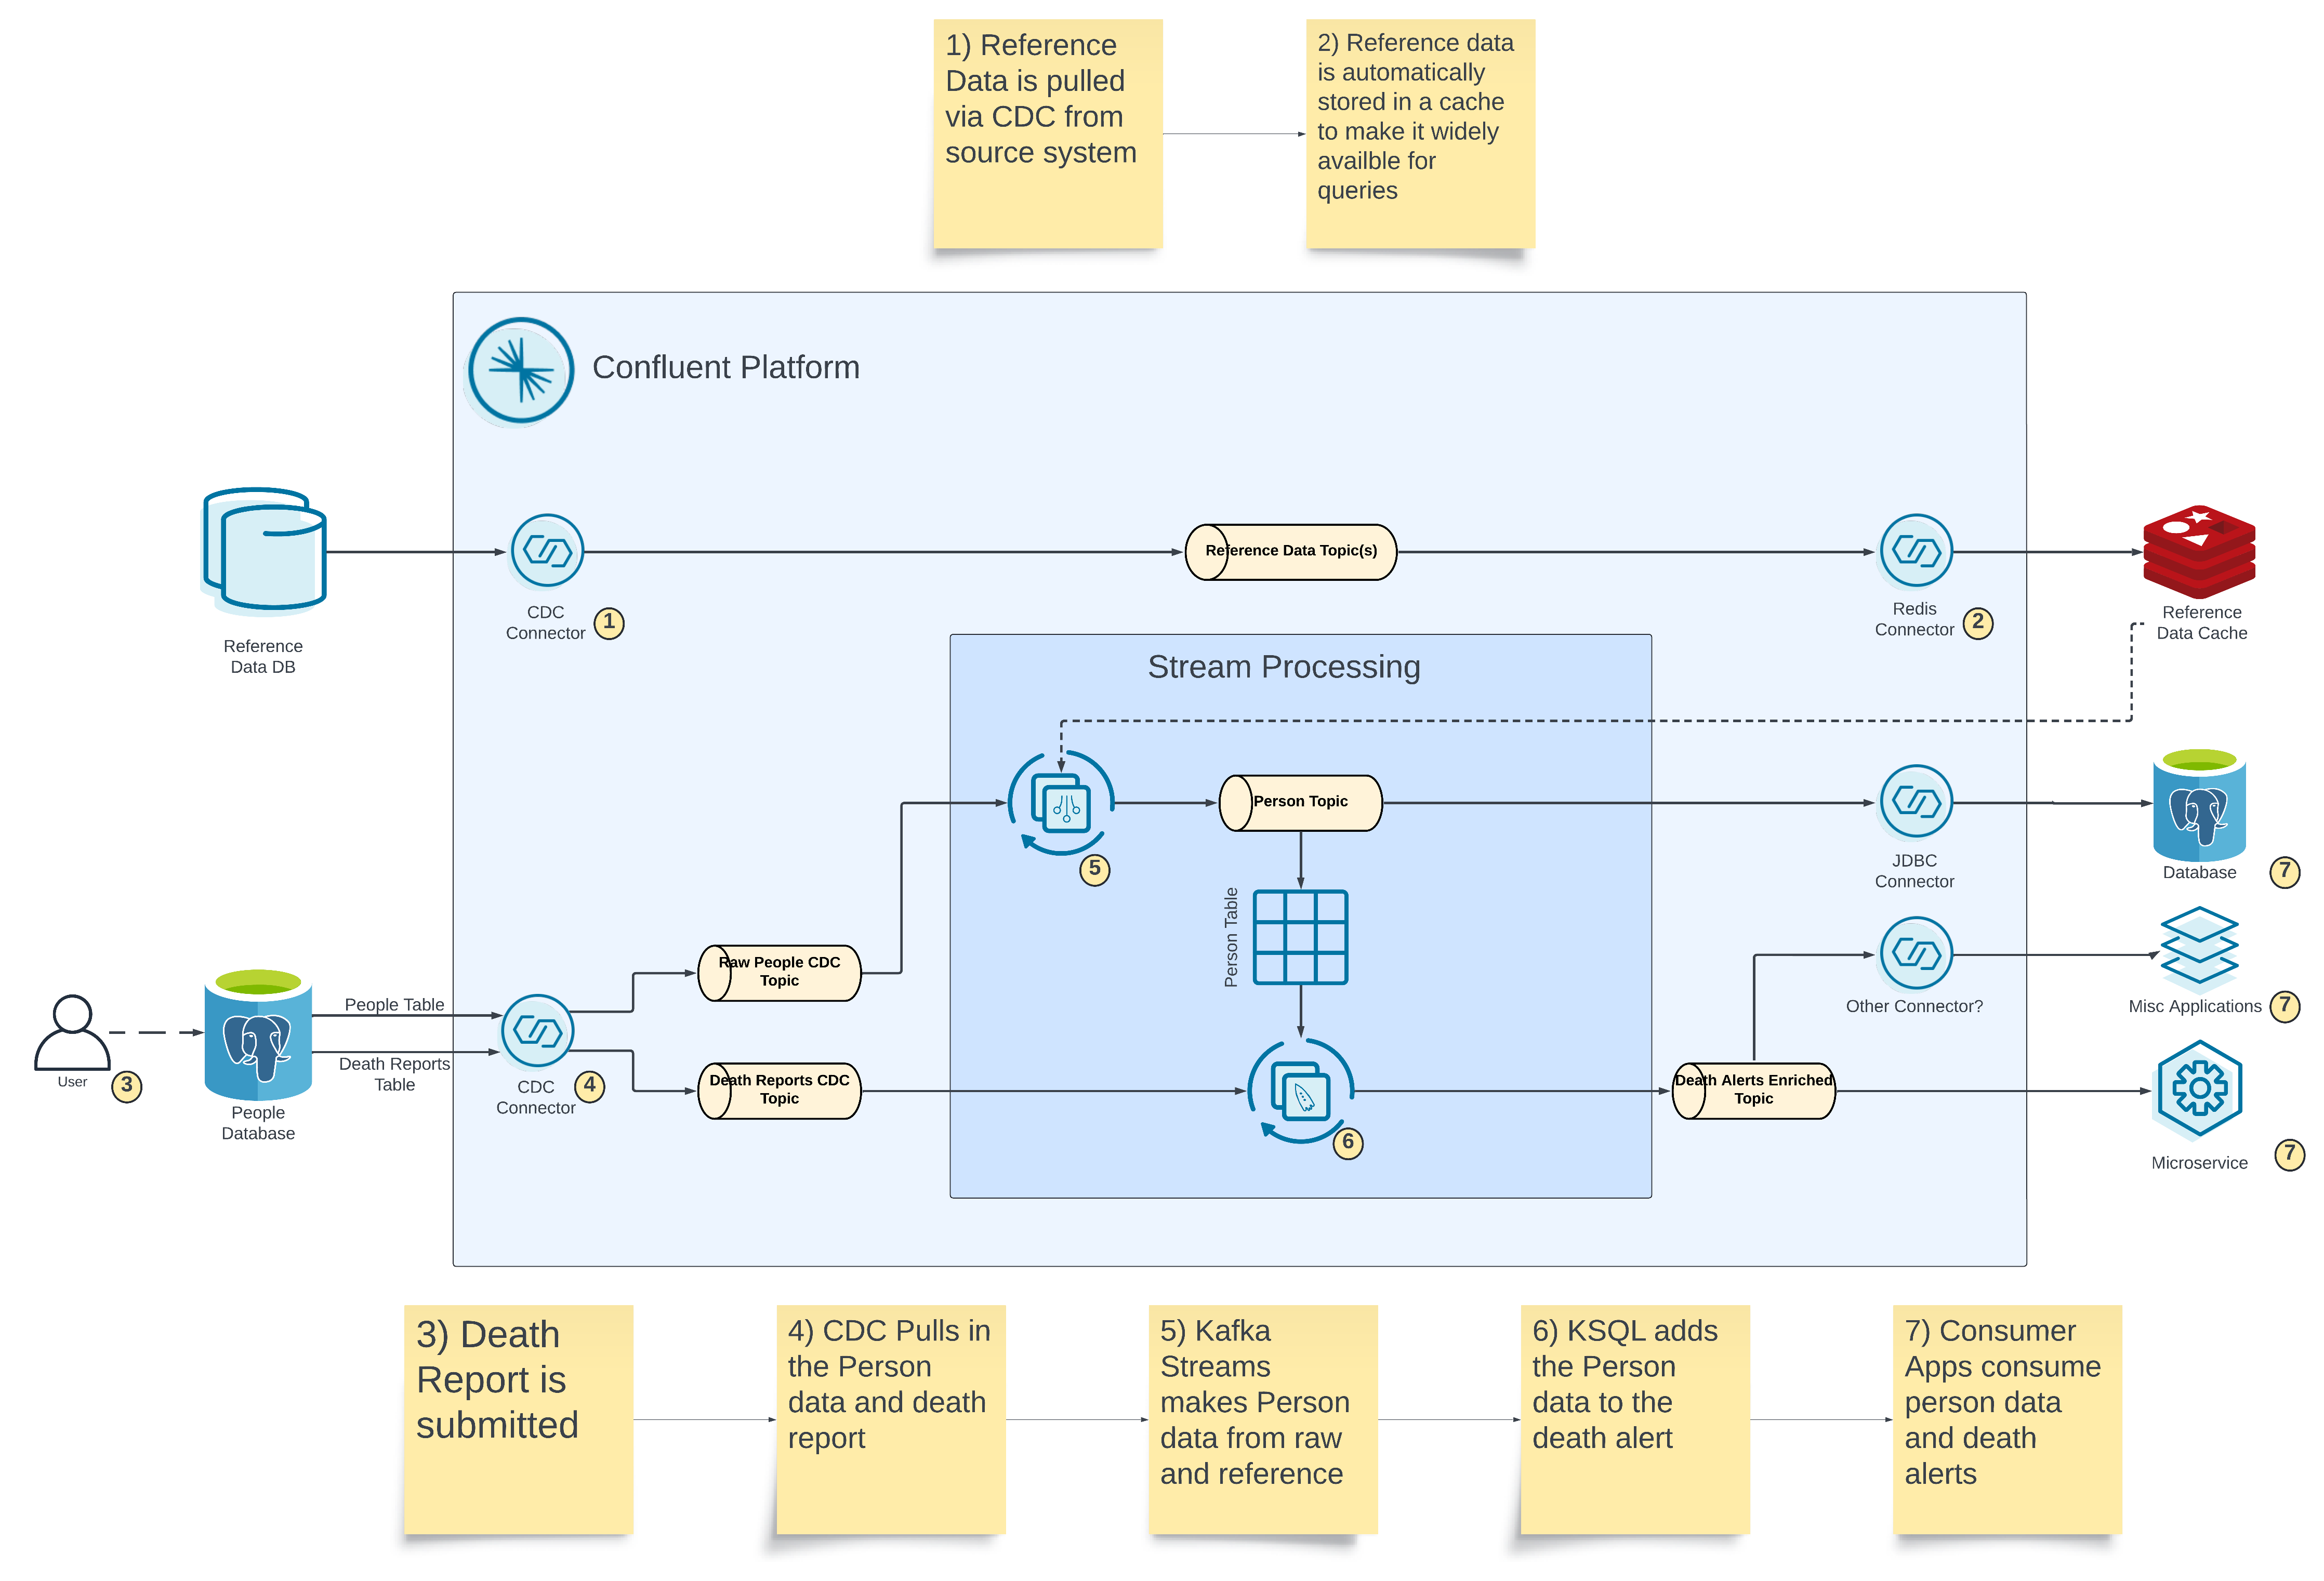 1) Reference
Data is pulled
via CDC from
source system
2) Reference data
is automatically
stored in a cache
to make it widely
availble for
queries
Confluent Platform
Reference
Data DB
CDC
Connector
1
Reference Data Topic(s)
Redis
Connector
2
Reference
Data Cache
Stream Processing
5
Person Topic
JDBC
Connector
Database
7
Person Table
Raw People CDC
Topic
Other Connector?
Misc Applications
7
User
3
People
Database
People Table
Death Reports
Table
CDC
Connector
4
Death Reports CDC
Topic
6
Death Alerts Enriched
Topic
Microservice
7
3) Death
Report is
submitted
4) CDC Pulls in
the Person
data and death
report
5) Kafka
Streams
makes Person
data from raw
and reference
6) KSQL adds
the Person
data to the
death alert
7) Consumer
Apps consume
person data
and death
alerts